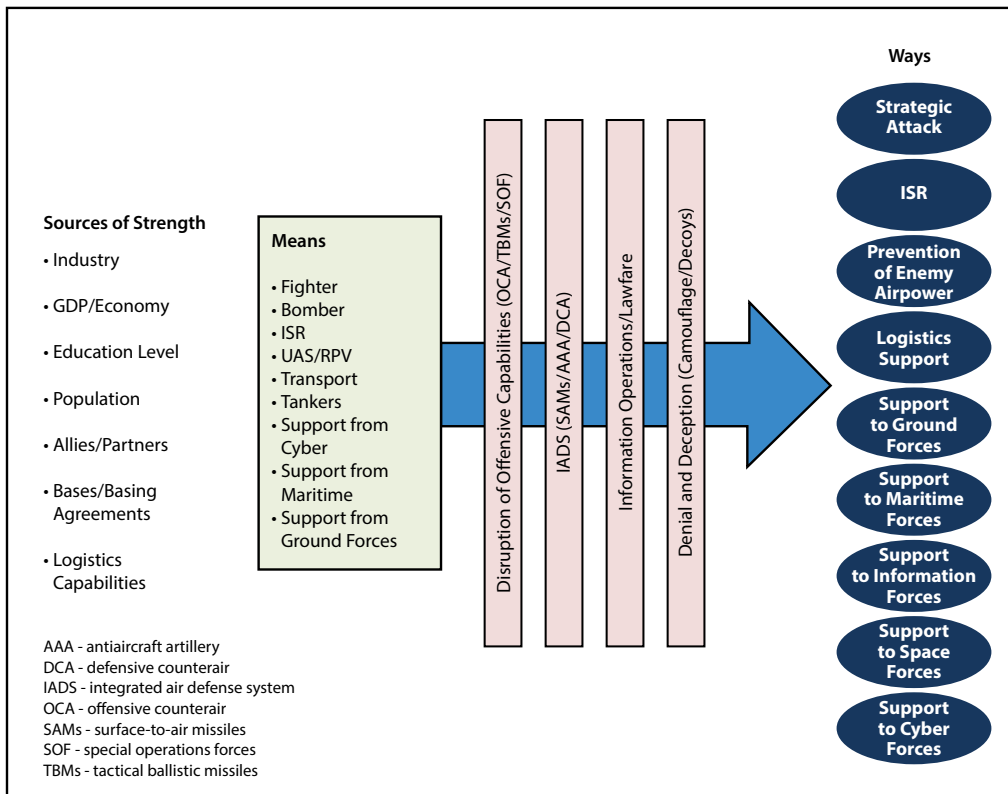 Sources of Strength
• Industry
• GDP/Economy
• Education Level
• Population
• Allies/Partners
• Bases/Basing
Agreements
• Logistics
Capabilities
Means
• Fighter
• Bomber
• ISR
• UAS/RPV
• Transport
• Tankers
• Support from
Cyber
• Support from
Maritime
• Support from
Ground Forces
Disruption of Offensive Capabilities (OCA/TBMs/SOF)
IADS (SAMs/AAA/DCA)
Information Operations/Lawfare
Denial and Deception (Camouflage/Decoys)
Ways
Strategic
Attack
ISR
Prevention
of Enemy
Airpower
Logistics
Support
Support
to Ground
Forces
Support
to Maritime
Forces
Support
to Information
Forces
Support
to Space
Forces
Support
to Cyber
Forces
AAA - antiaircraft artillery
DCA - defensive counterair
IADS - integrated air defense system
OCA - offensive counterair
SAMs - surface-to-air missiles
SOF - special operations forces
TBMs - tactical ballistic missiles